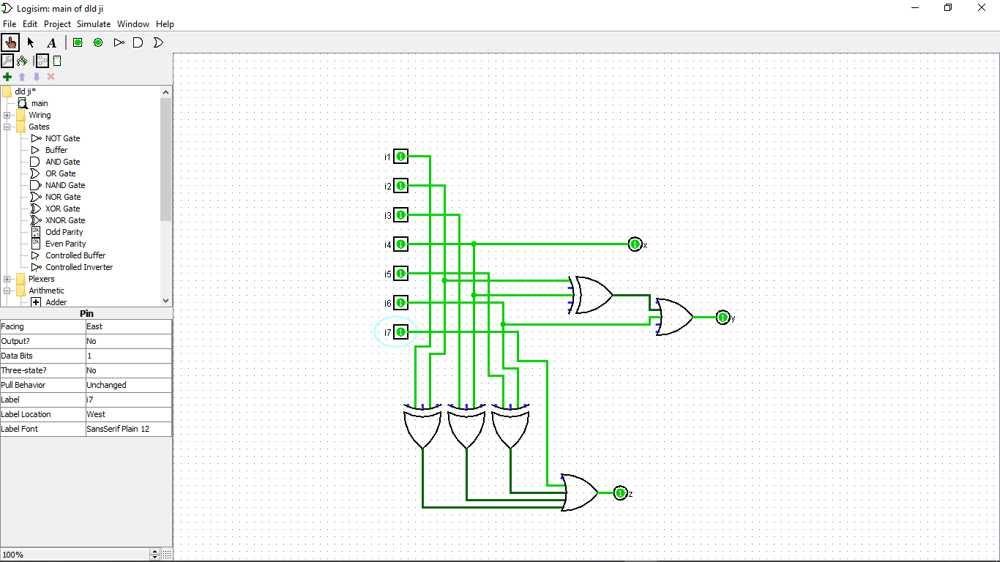 Logisim: main of dld ji
File Edit Project Simulate Window Help
A
dld ji*
main
Wiring
Gates
NOT Gate
Buffer
AND Gate
OR Gate
NAND Gate
NOR Gate
XOR Gate
XNOR Gate
Odd Parity
Even Parity
Controlled Buffer
Controlled Inverter
Plexers
Arithmetic
Adder
Pin
Facing East
Output? No
Data Bits 1
Three-state? No
Pull Behavior Unchanged
Label i7
Label Location West
Label Font SansSerif Plain 12
100%
i1 1
i2 1
i3 1
i4 1
1 x
i5 1
i6 1
1 y
i7 1
1 z